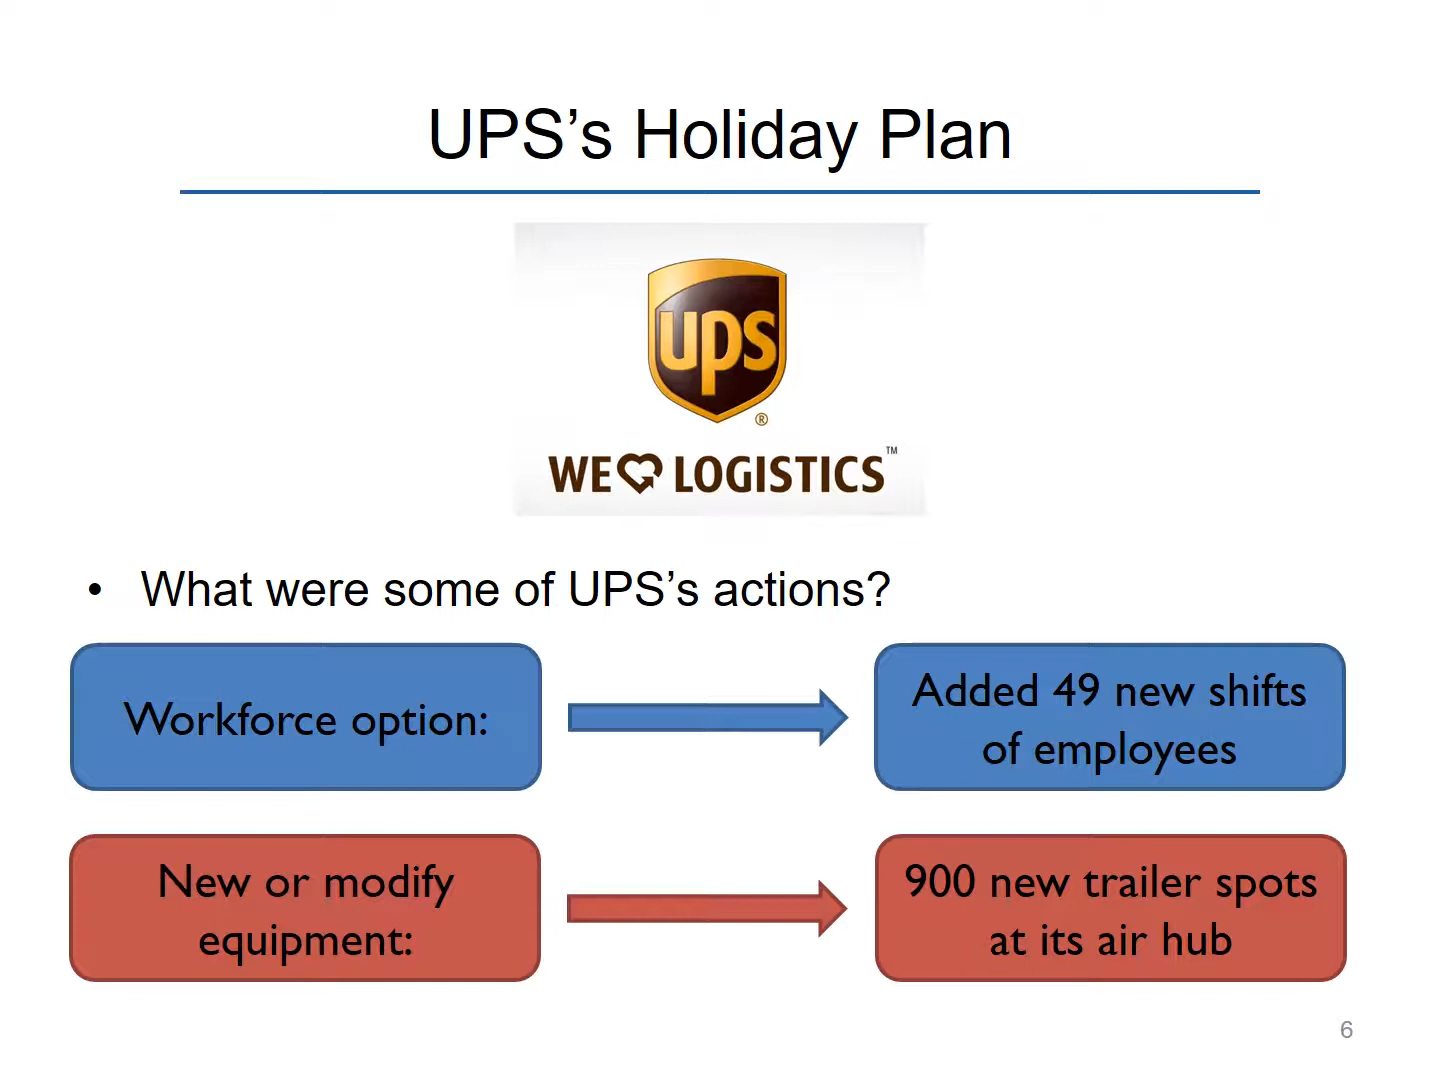 UPS’s Holiday Plan
ups
®
WE LOGISTICS™
• What were some of UPS’s actions?
Workforce option:
Added 49 new shifts
of employees
New or modify
equipment:
900 new trailer spots
at its air hub
6